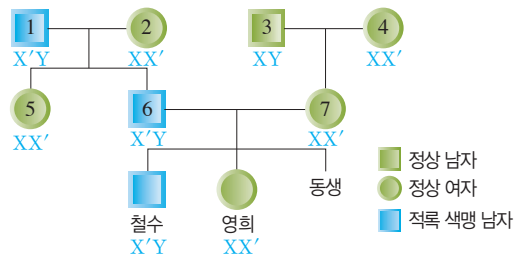 1 2 3 4
X′Y XX′ XY XX′
5 6 7
XX′ X′Y XX′
정상 남자
정상 여자
적록 색맹 남자
철수 영희 동생
X′Y XX′